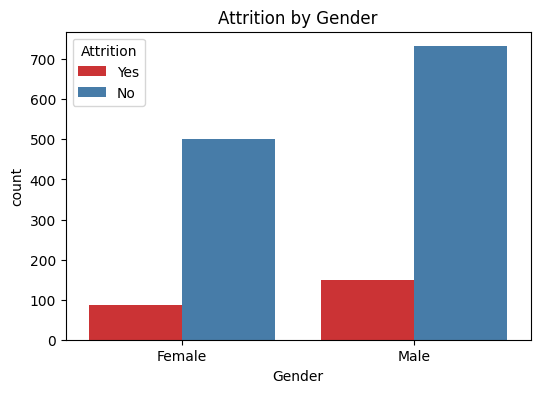 Attrition by Gender
Attrition
Yes
No
700
600
500
400
300
200
100
0
count
Female Male
Gender